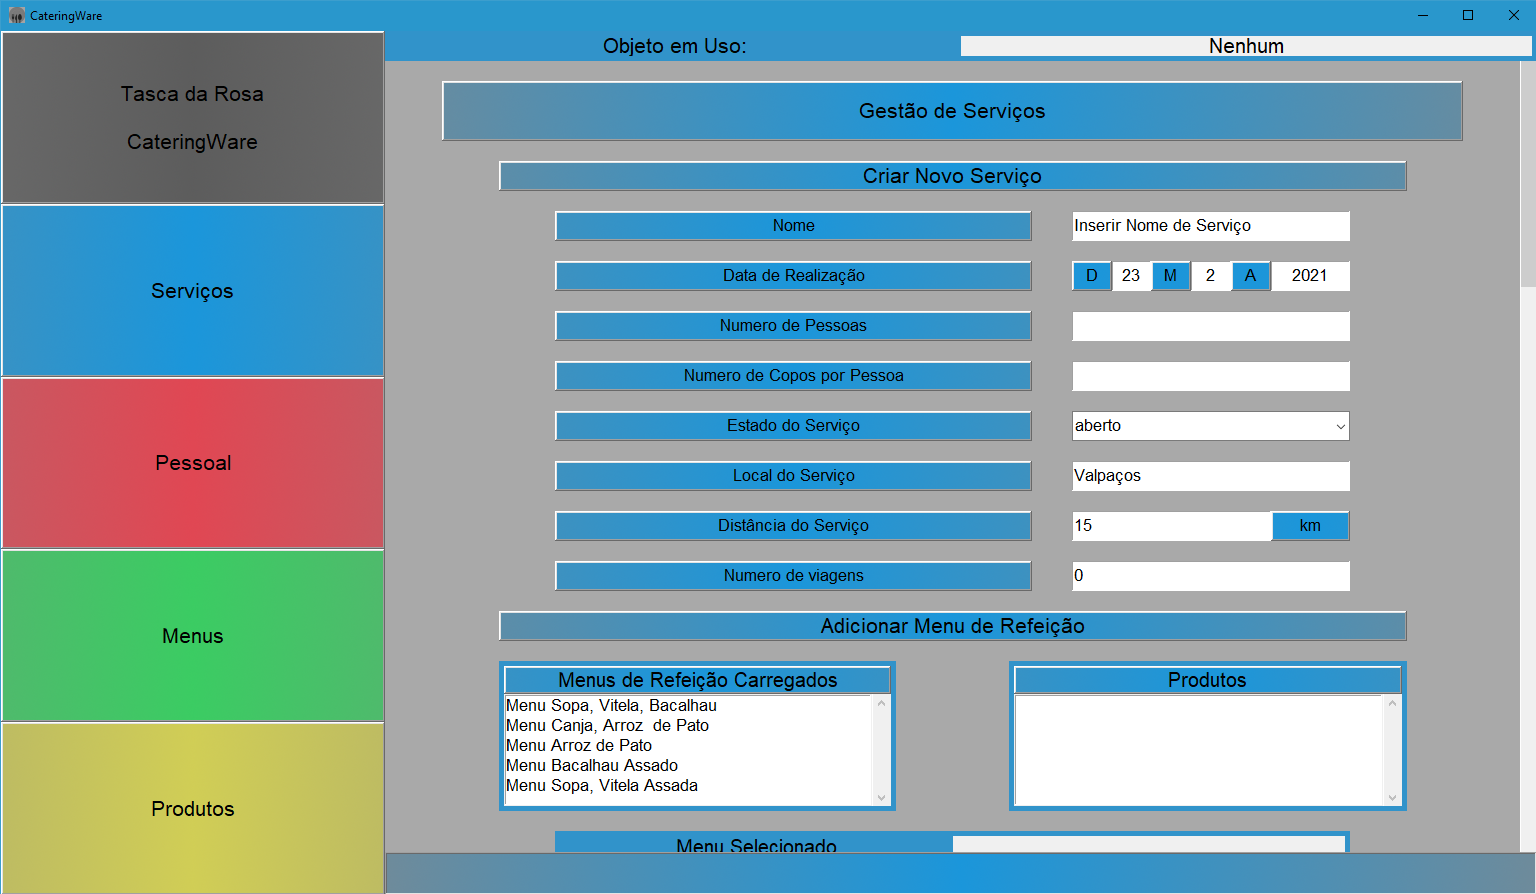 CateringWare
Tasca da Rosa
CateringWare
Serviços
Pessoal
Menus
Produtos
Objeto em Uso:
Nenhum
Gestão de Serviços
Criar Novo Serviço
Nome
Inserir Nome de Serviço
Data de Realização
D 23 M 2 A 2021
Numero de Pessoas
Numero de Copos por Pessoa
Estado do Serviço
aberto
Local do Serviço
Valpaços
Distância do Serviço
15 km
Numero de viagens
0
Adicionar Menu de Refeição
Menus de Refeição Carregados
Menu Sopa, Vitela, Bacalhau
Menu Canja, Arroz  de Pato
Menu Arroz de Pato
Menu Bacalhau Assado
Menu Sopa, Vitela Assada
Produtos
Menu Selecionado